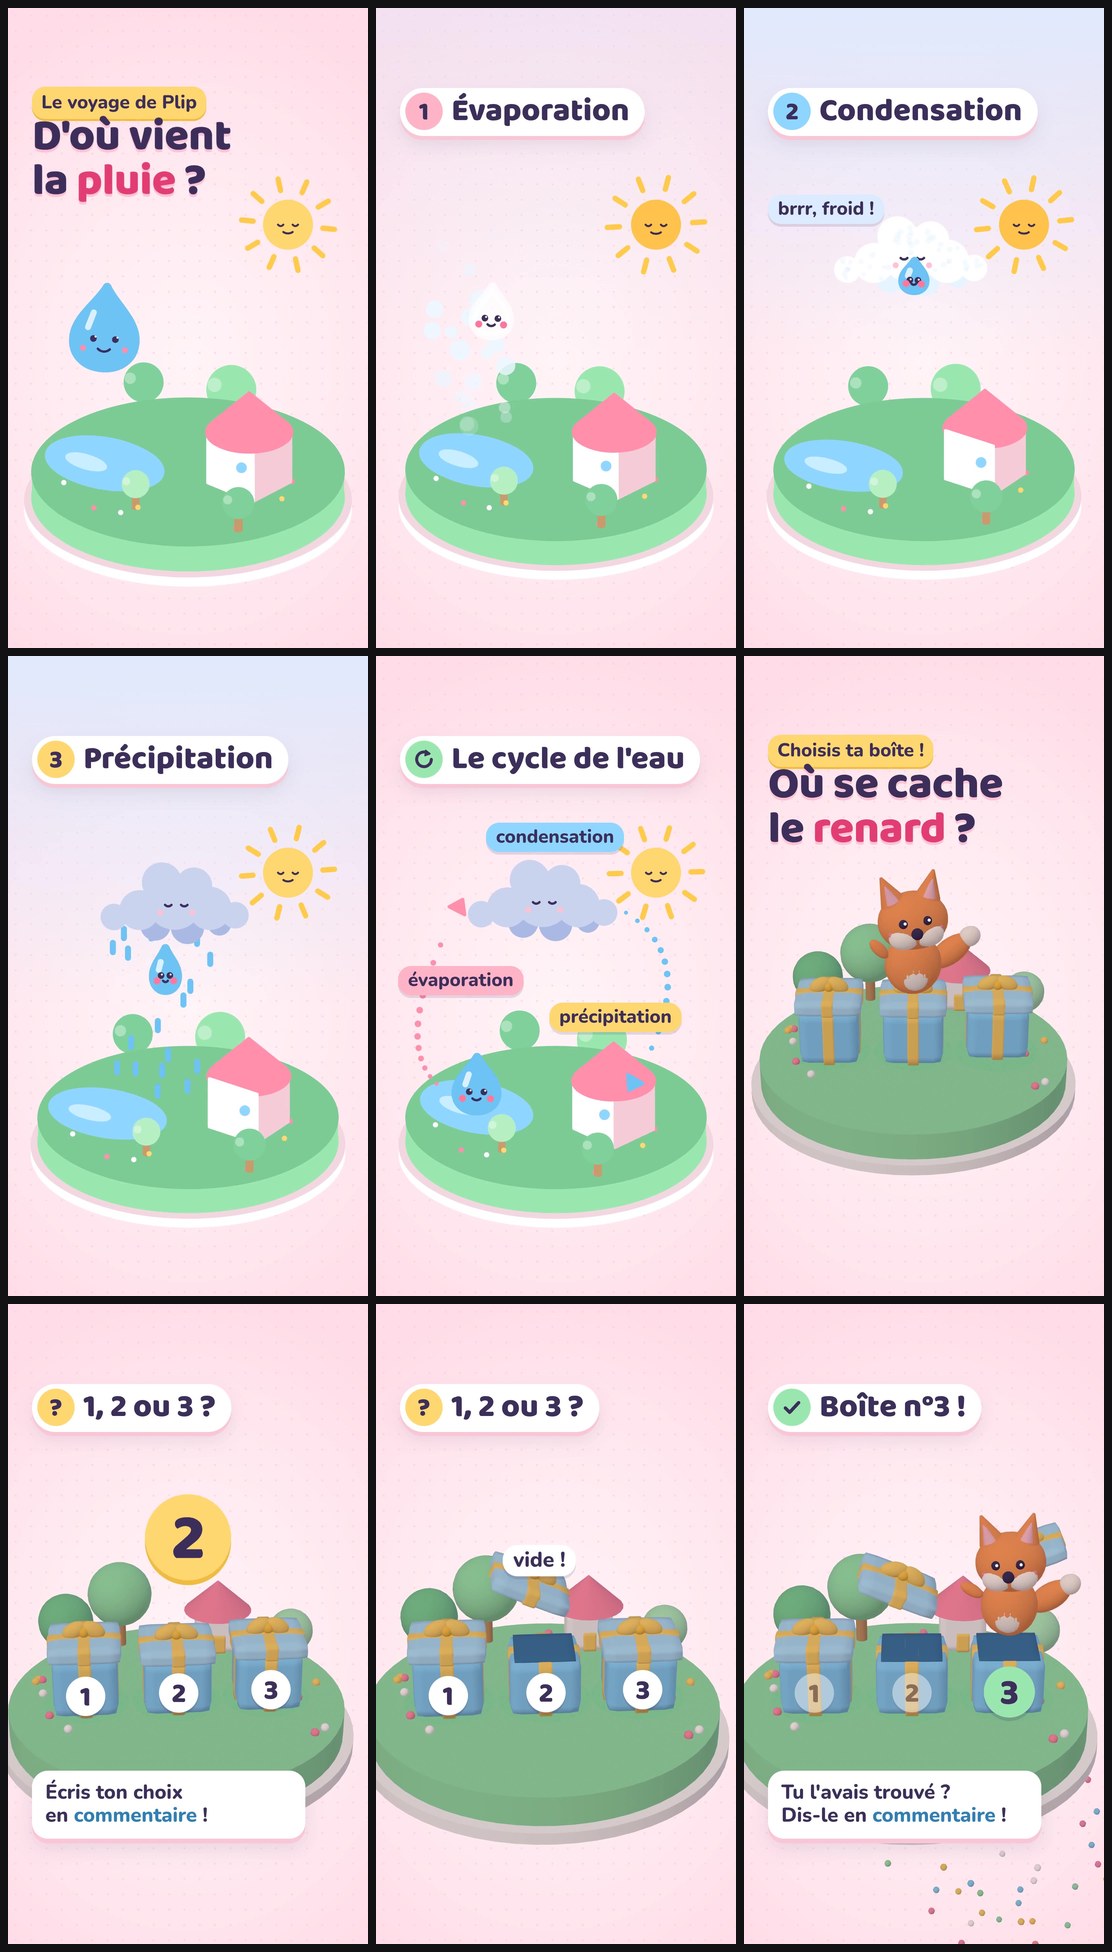 Le voyage de Plip
D'où vient
la pluie ?
1 Évaporation
2 Condensation
brrr, froid !
3 Précipitation
Le cycle de l'eau
condensation
évaporation
précipitation
Choisis ta boîte !
Où se cache
le renard ?
? 1, 2 ou 3 ?
2
1 2 3
Écris ton choix
en commentaire !
? 1, 2 ou 3 ?
vide !
1 2 3
Boîte n°3 !
1 2 3
Tu l'avais trouvé ?
Dis-le en commentaire !